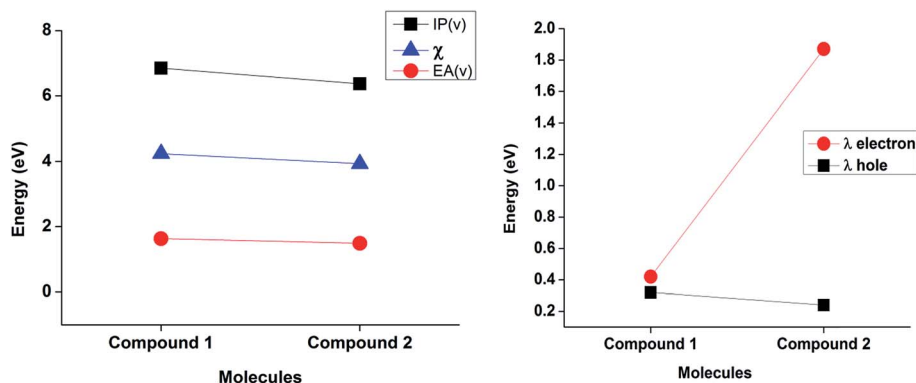 8
6
4
2
0
Energy (eV)
IP(v)
χ
EA(v)
Compound 1 Compound 2
Molecules
2.0
1.8
1.6
1.4
1.2
1.0
0.8
0.6
0.4
0.2
Energy (eV)
λ electron
λ hole
Compound 1 Compound 2
Molecules